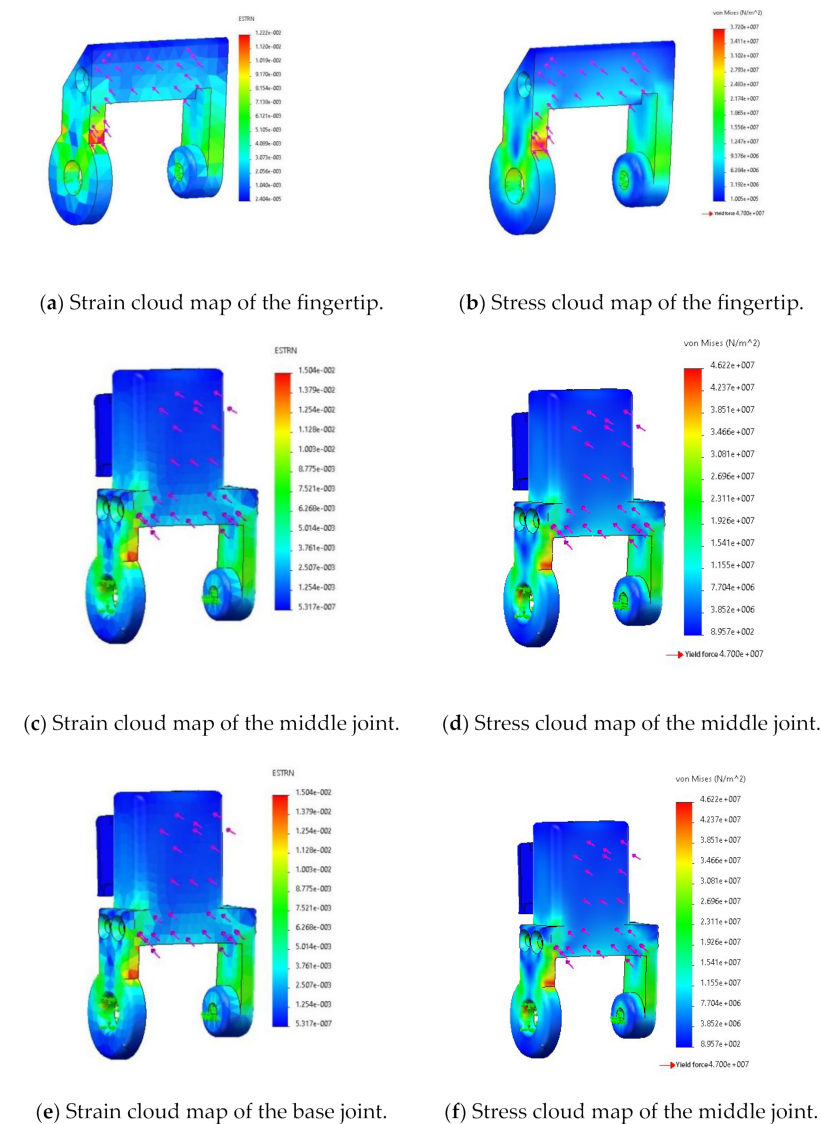 ESTRN
1.222e-002
1.120e-002
1.019e-002
9.170e-003
8.154e-003
7.138e-003
6.121e-003
5.105e-003
4.089e-003
3.073e-003
2.056e-003
1.040e-003
2.404e-005
von Mises (N/m^2)
3.720e+007
3.411e+007
3.102e+007
2.793e+007
2.483e+007
2.174e+007
1.865e+007
1.556e+007
1.247e+007
9.376e+006
6.284e+006
3.192e+006
1.005e+005
Yield force 4.700e+007
(a) Strain cloud map of the fingertip.
(b) Stress cloud map of the fingertip.
ESTRN
1.504e-002
1.379e-002
1.254e-002
1.128e-002
1.003e-002
8.775e-003
7.521e-003
6.268e-003
5.014e-003
3.761e-003
2.507e-003
1.254e-003
5.317e-007
von Mises (N/m^2)
4.622e+007
4.237e+007
3.851e+007
3.466e+007
3.081e+007
2.696e+007
2.311e+007
1.926e+007
1.541e+007
1.155e+007
7.704e+006
3.852e+006
8.957e+002
Yield force 4.700e+007
(c) Strain cloud map of the middle joint.
(d) Stress cloud map of the middle joint.
ESTRN
1.504e-002
1.379e-002
1.254e-002
1.128e-002
1.003e-002
8.775e-003
7.521e-003
6.268e-003
5.014e-003
3.761e-003
2.507e-003
1.254e-003
5.317e-007
von Mises (N/m^2)
4.622e+007
4.237e+007
3.851e+007
3.466e+007
3.081e+007
2.696e+007
2.311e+007
1.926e+007
1.541e+007
1.155e+007
7.704e+006
3.852e+006
8.957e+002
Yield force4.700e+007
(e) Strain cloud map of the base joint.
(f) Stress cloud map of the middle joint.